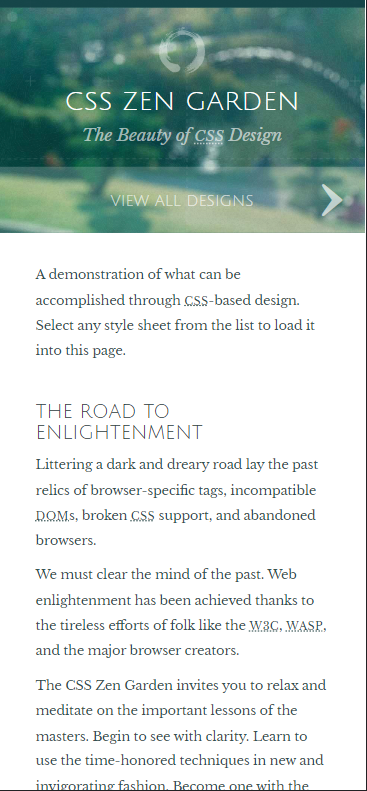 CSS ZEN GARDEN
The Beauty of CSS Design
VIEW ALL DESIGNS
A demonstration of what can be
accomplished through CSS-based design.
Select any style sheet from the list to load it
into this page.
THE ROAD TO
ENLIGHTENMENT
Littering a dark and dreary road lay the past
relics of browser-specific tags, incompatible
DOMs, broken CSS support, and abandoned
browsers.
We must clear the mind of the past. Web
enlightenment has been achieved thanks to
the tireless efforts of folk like the W3C, WASP,
and the major browser creators.
The CSS Zen Garden invites you to relax and
meditate on the important lessons of the
masters. Begin to see with clarity. Learn to
use the time-honored techniques in new and
invigorating fashion. Become one with the